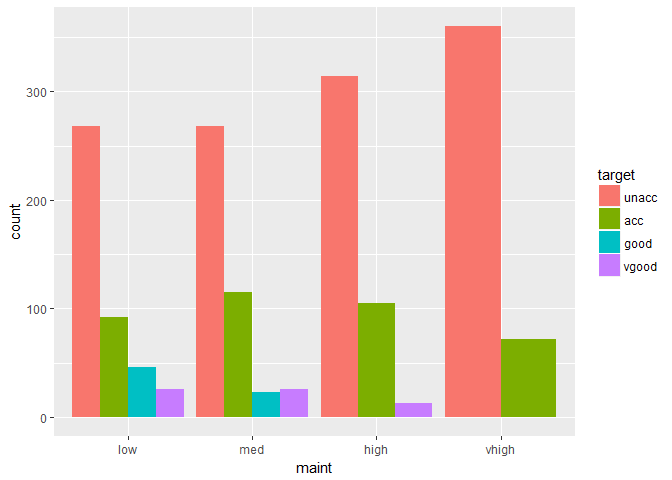 count
300
200
100
0
low med high vhigh
maint
target
unacc
acc
good
vgood